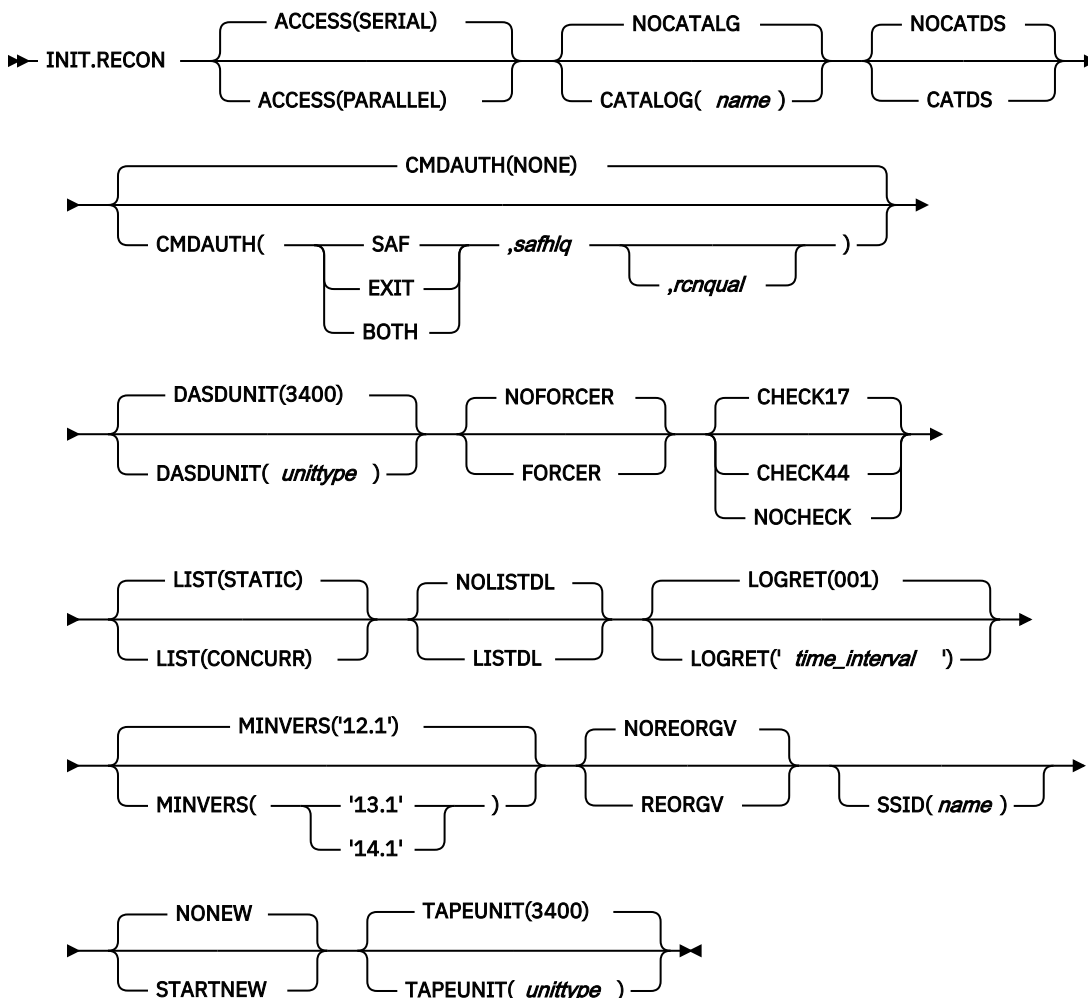 ACCESS(SERIAL) NOCATALG NOCATDS
INIT.RECON
ACCESS(PARALLEL) CATALOG( name ) CATDS
CMDAUTH(NONE)
CMDAUTH( SAF ,safhlq )
EXIT ,rcnqual
BOTH
DASDUNIT(3400) NOFORCER CHECK17
DASDUNIT( unittype ) FORCER CHECK44
NOCHECK
LIST(STATIC) NOLISTDL LOGRET(001)
LIST(CONCURR) LISTDL LOGRET(' time_interval ')
MINVERS('12.1') NOREORGV
MINVERS( '13.1' ) REORGV SSID( name )
'14.1'
NONEW TAPEUNIT(3400)
STARTNEW TAPEUNIT( unittype )